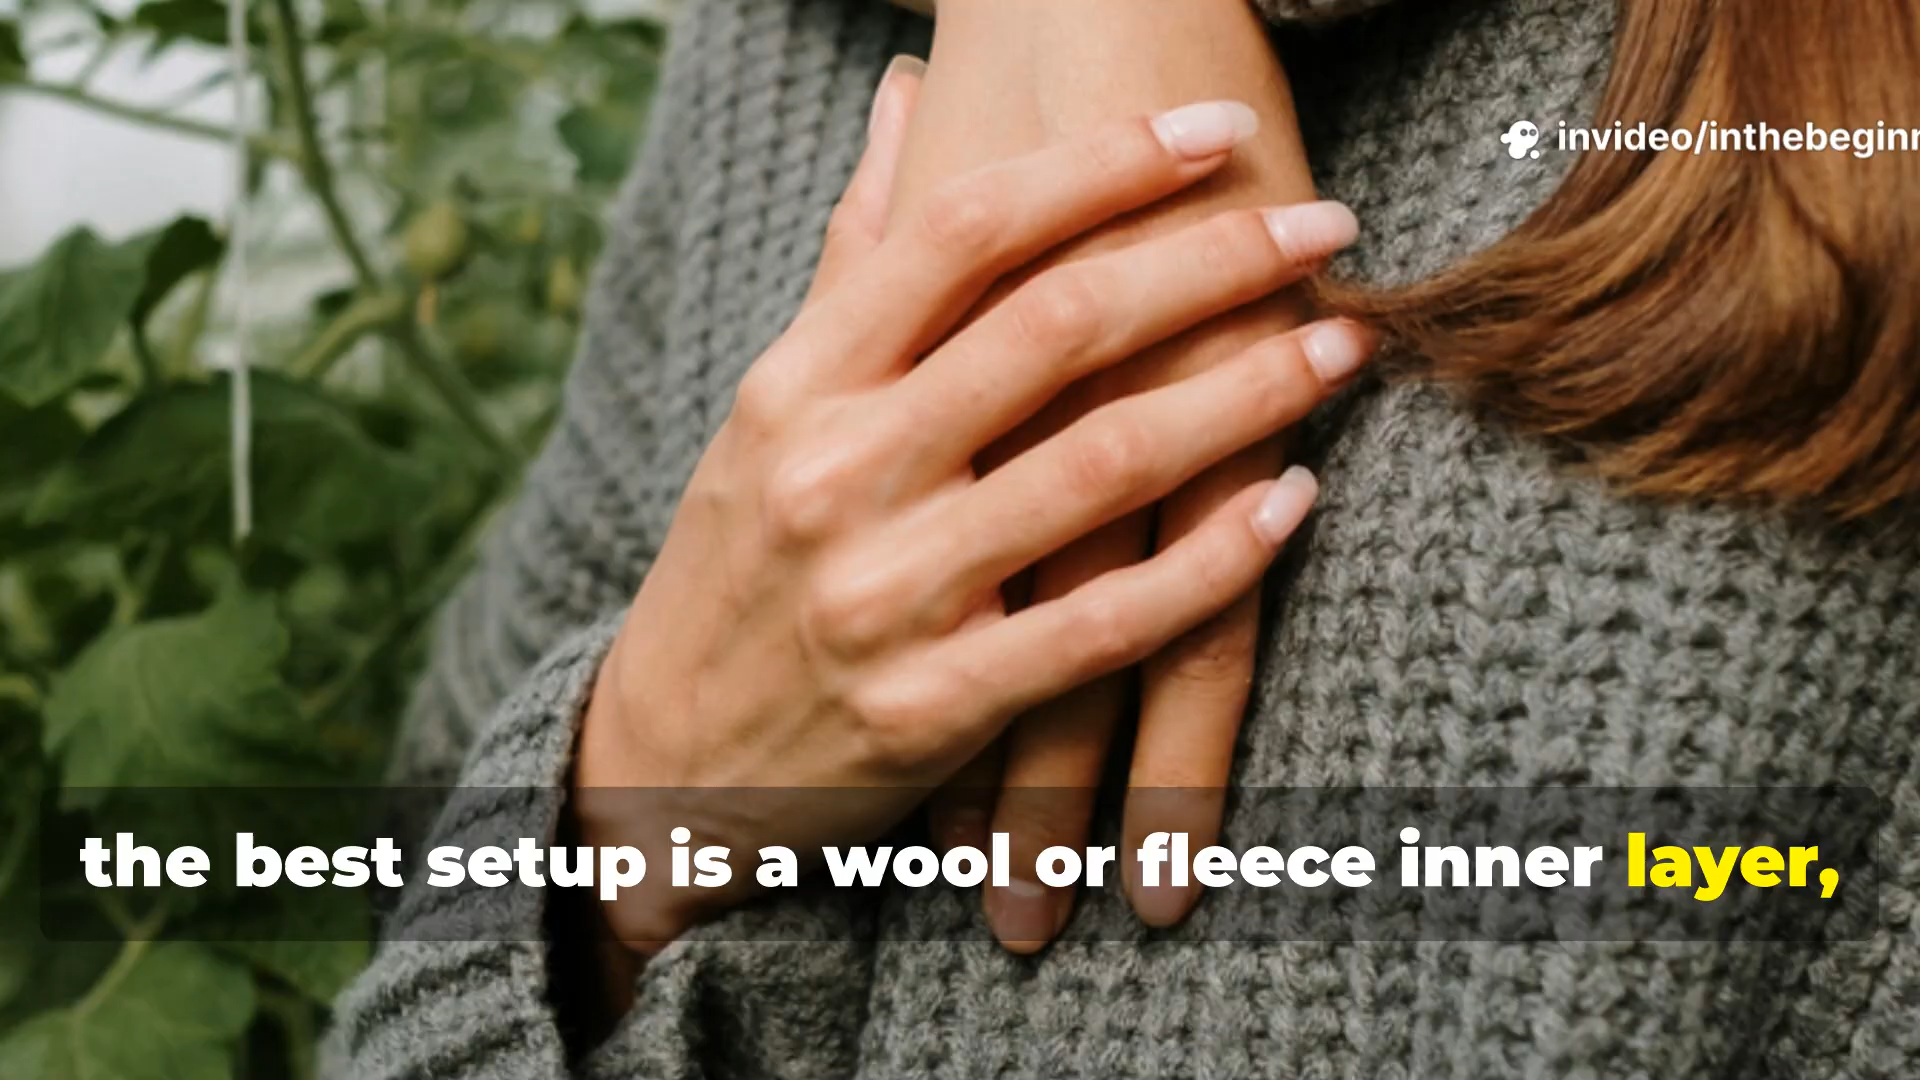 invideo/inthebeginn
the best setup is a wool or fleece inner layer,